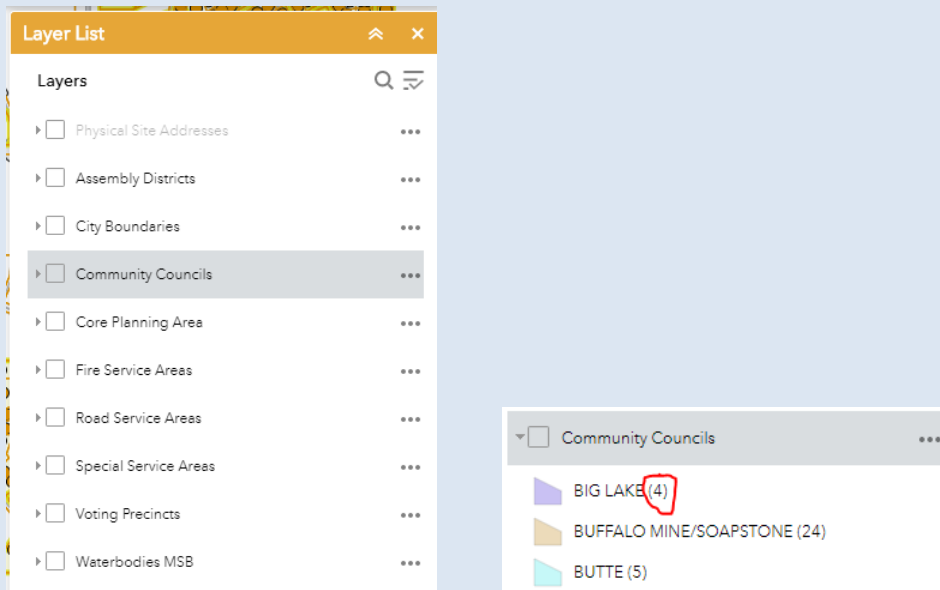 Layer List
Layers
Physical Site Addresses
Assembly Districts
City Boundaries
Community Councils
Core Planning Area
Fire Service Areas
Road Service Areas
Special Service Areas
Voting Precincts
Waterbodies MSB
Community Councils
BIG LAKE (4)
BUFFALO MINE/SOAPSTONE (24)
BUTTE (5)